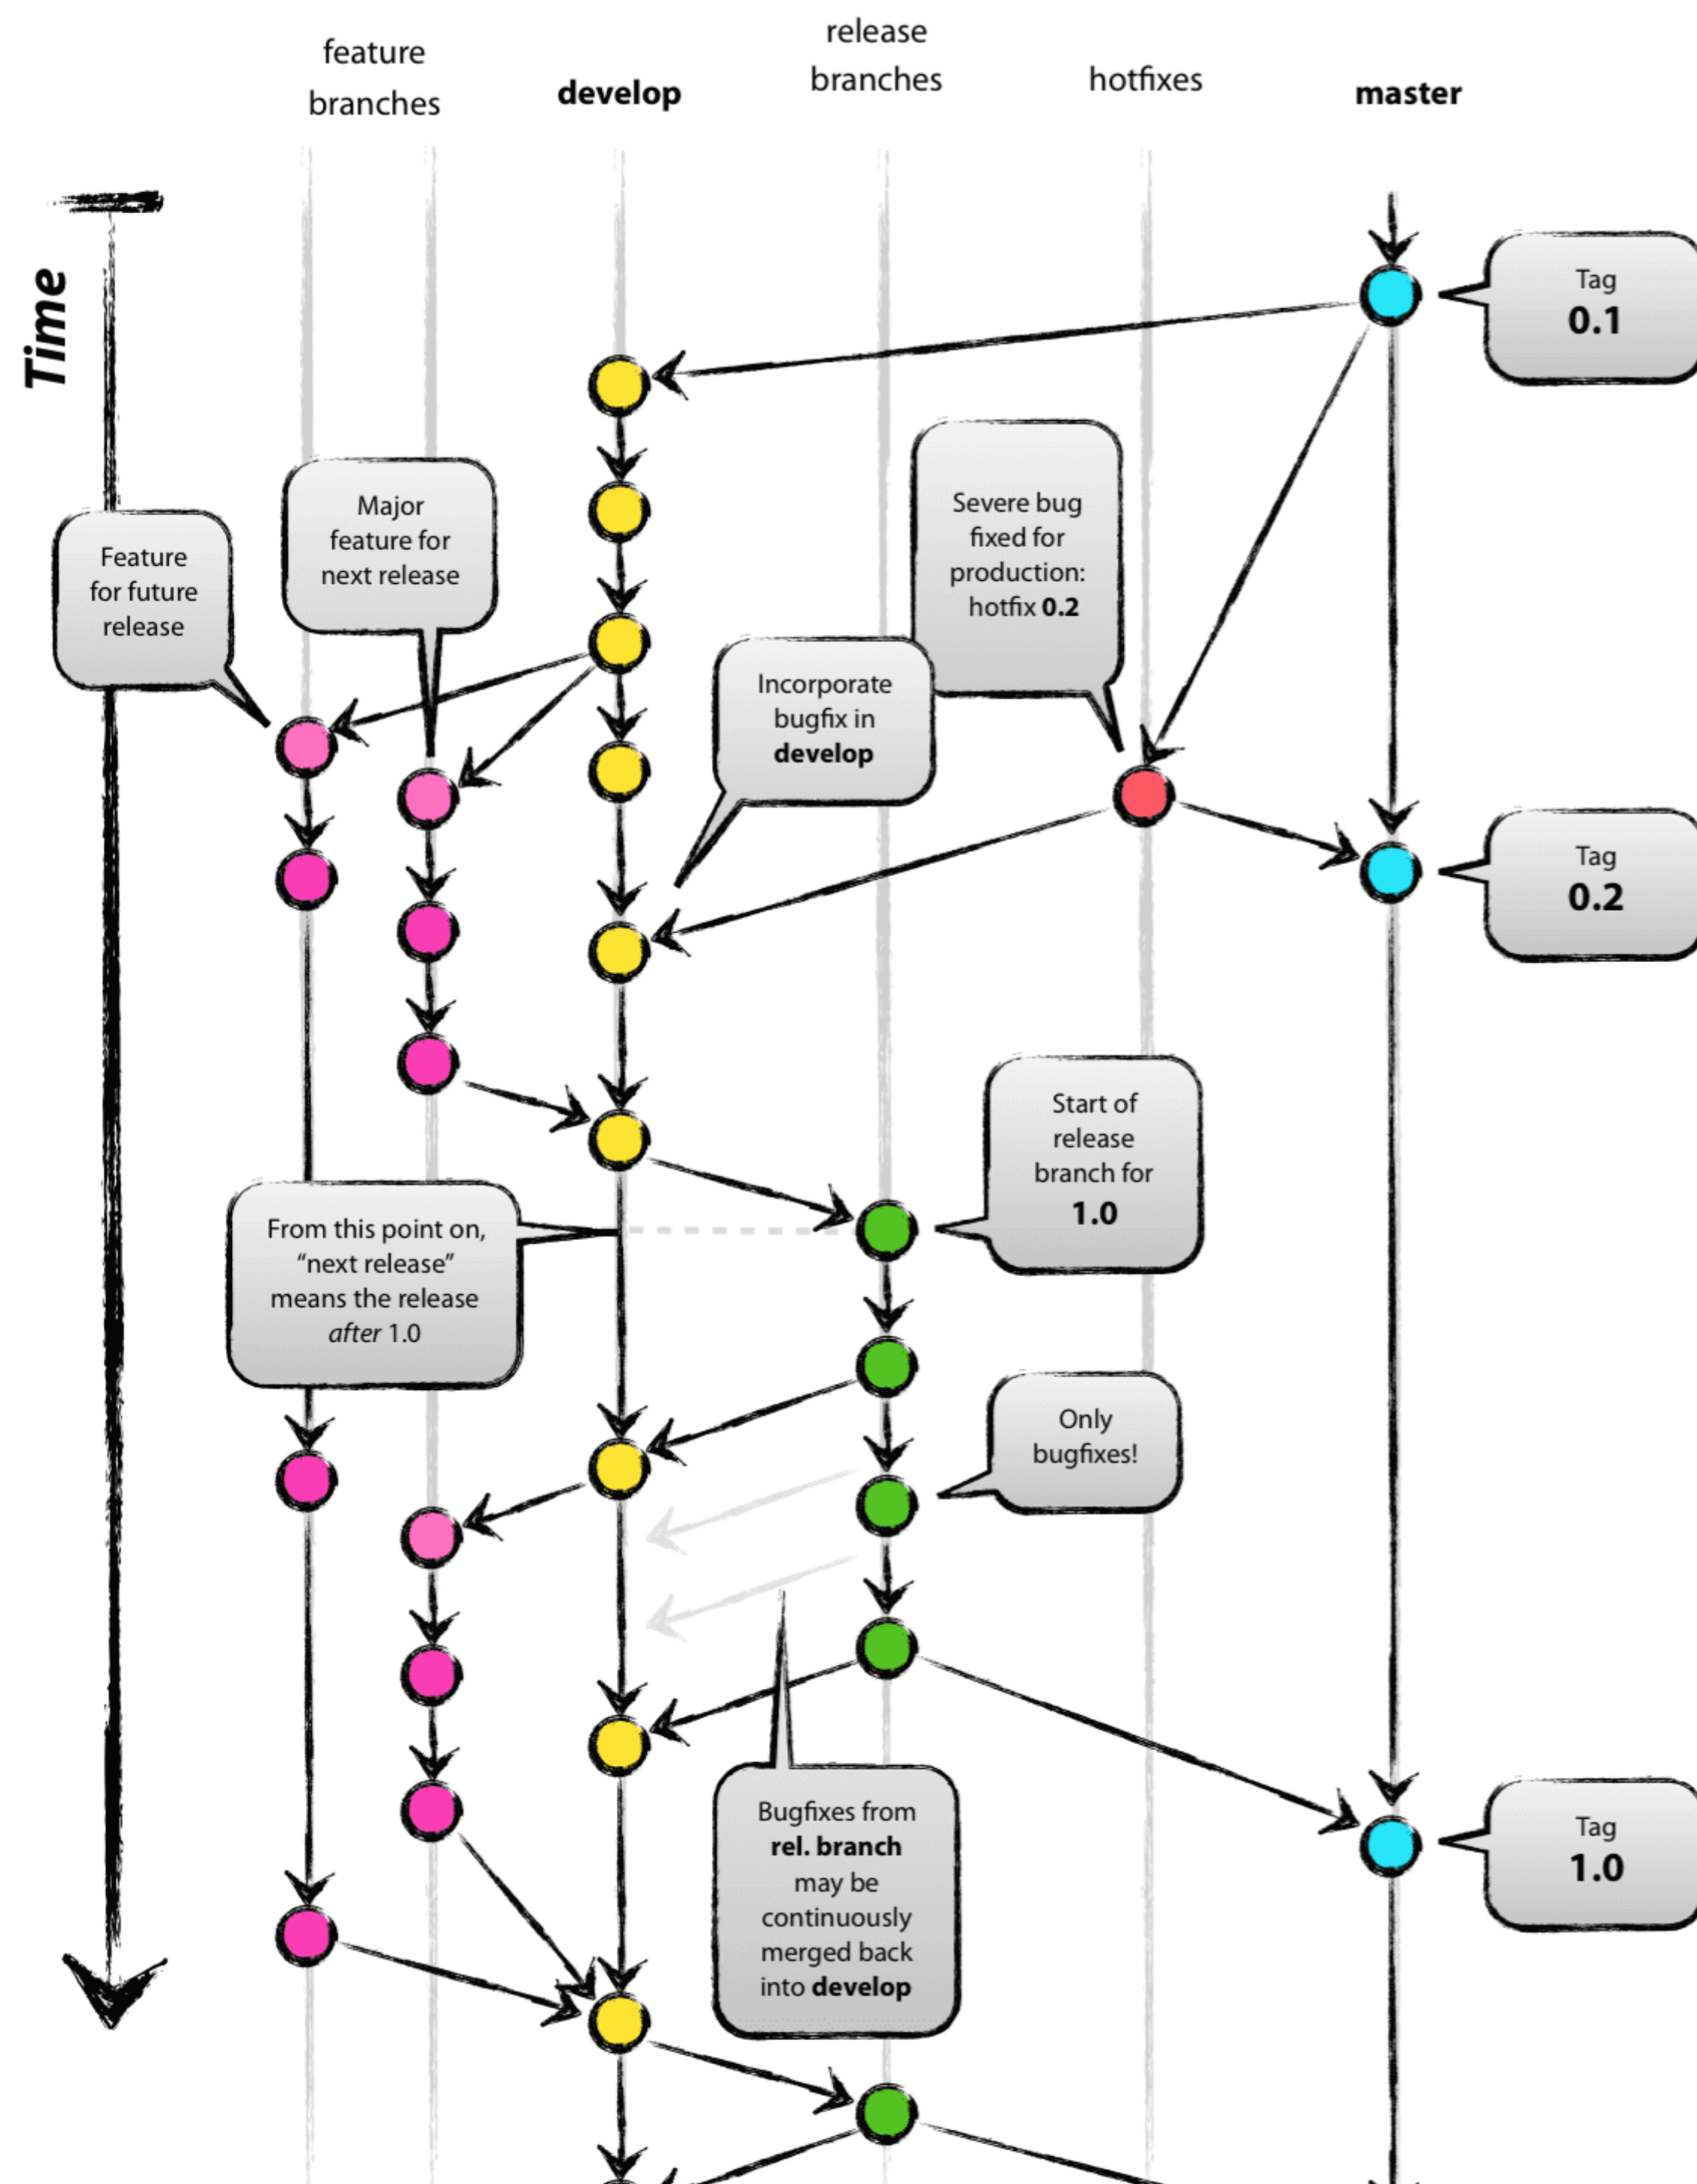 feature
branches
develop
release
branches
hotfixes
master
Time
Tag
0.1
Major
feature for
next release
Feature
for future
release
Severe bug
fixed for
production:
hotfix 0.2
Incorporate
bugfix in
develop
Tag
0.2
Start of
release
branch for
1.0
From this point on,
“next release”
means the release
after 1.0
Only
bugfixes!
Bugfixes from
rel. branch
may be
continuously
merged back
into develop
Tag
1.0